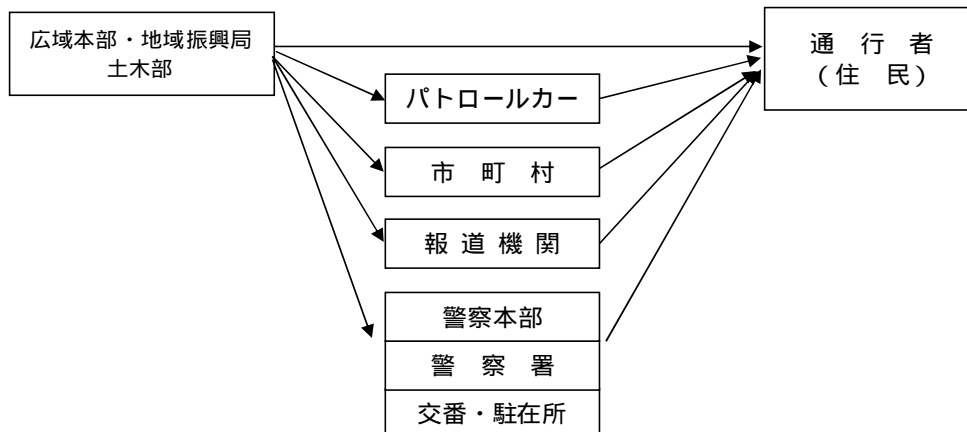 広域本部・地域振興局
土木部
通　行　者
（住　民）
パトロールカー
市　町　村
報 道 機 関
警察本部
警　察　署
交番・駐在所